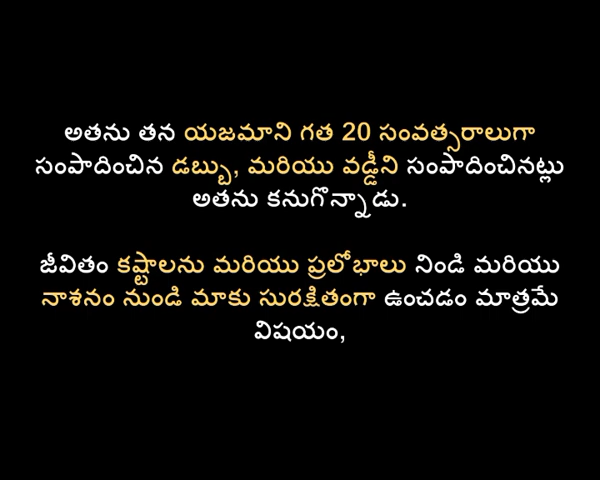 అతను తన యజమాని గత 20 సంవత్సరాలుగా
సంపాదించిన డబ్బు, మరియు వడ్డీని సంపాదించినట్లు
అతను కనుగొన్నాడు.
జీవితం కష్టాలను మరియు ప్రలోభాలు నిండి మరియు
నాశనం నుండి మాకు సురక్షితంగా ఉంచడం మాత్రమే
విషయం,